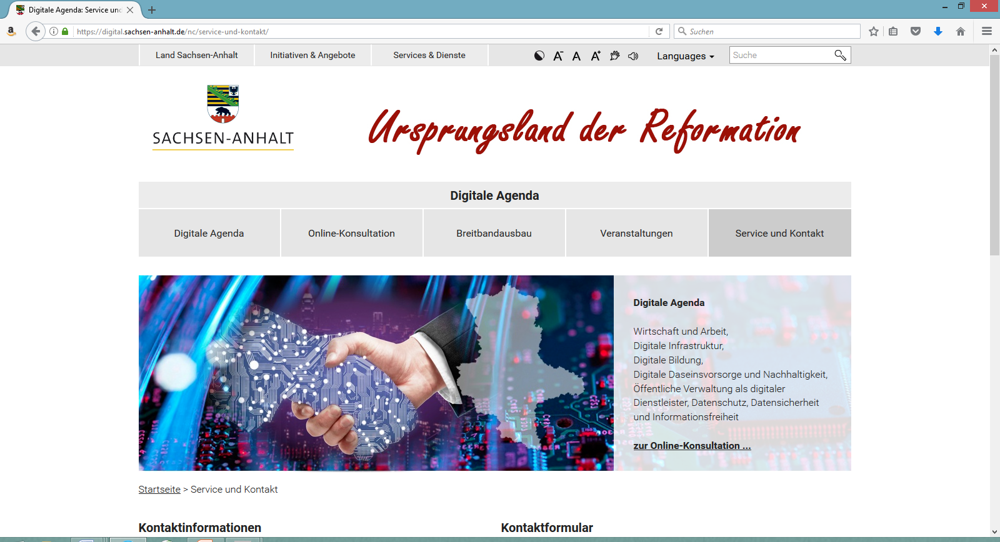 Digitale Agenda: Service und
https://digital.sachsen-anhalt.de/nc/service-und-kontakt/
Suchen
Land Sachsen-Anhalt
Initiativen & Angebote
Services & Dienste
A-
A
A+
Languages
Suche
SACHSEN-ANHALT
Ursprungsland der Reformation
Digitale Agenda
Digitale Agenda
Online-Konsultation
Breitbandausbau
Veranstaltungen
Service und Kontakt
Digitale Agenda
Wirtschaft und Arbeit,
Digitale Infrastruktur,
Digitale Bildung,
Digitale Daseinsvorsorge und Nachhaltigkeit,
Öffentliche Verwaltung als digitaler
Dienstleister, Datenschutz, Datensicherheit
und Informationsfreiheit
zur Online-Konsultation ...
Startseite > Service und Kontakt
Kontaktinformationen
Kontaktformular